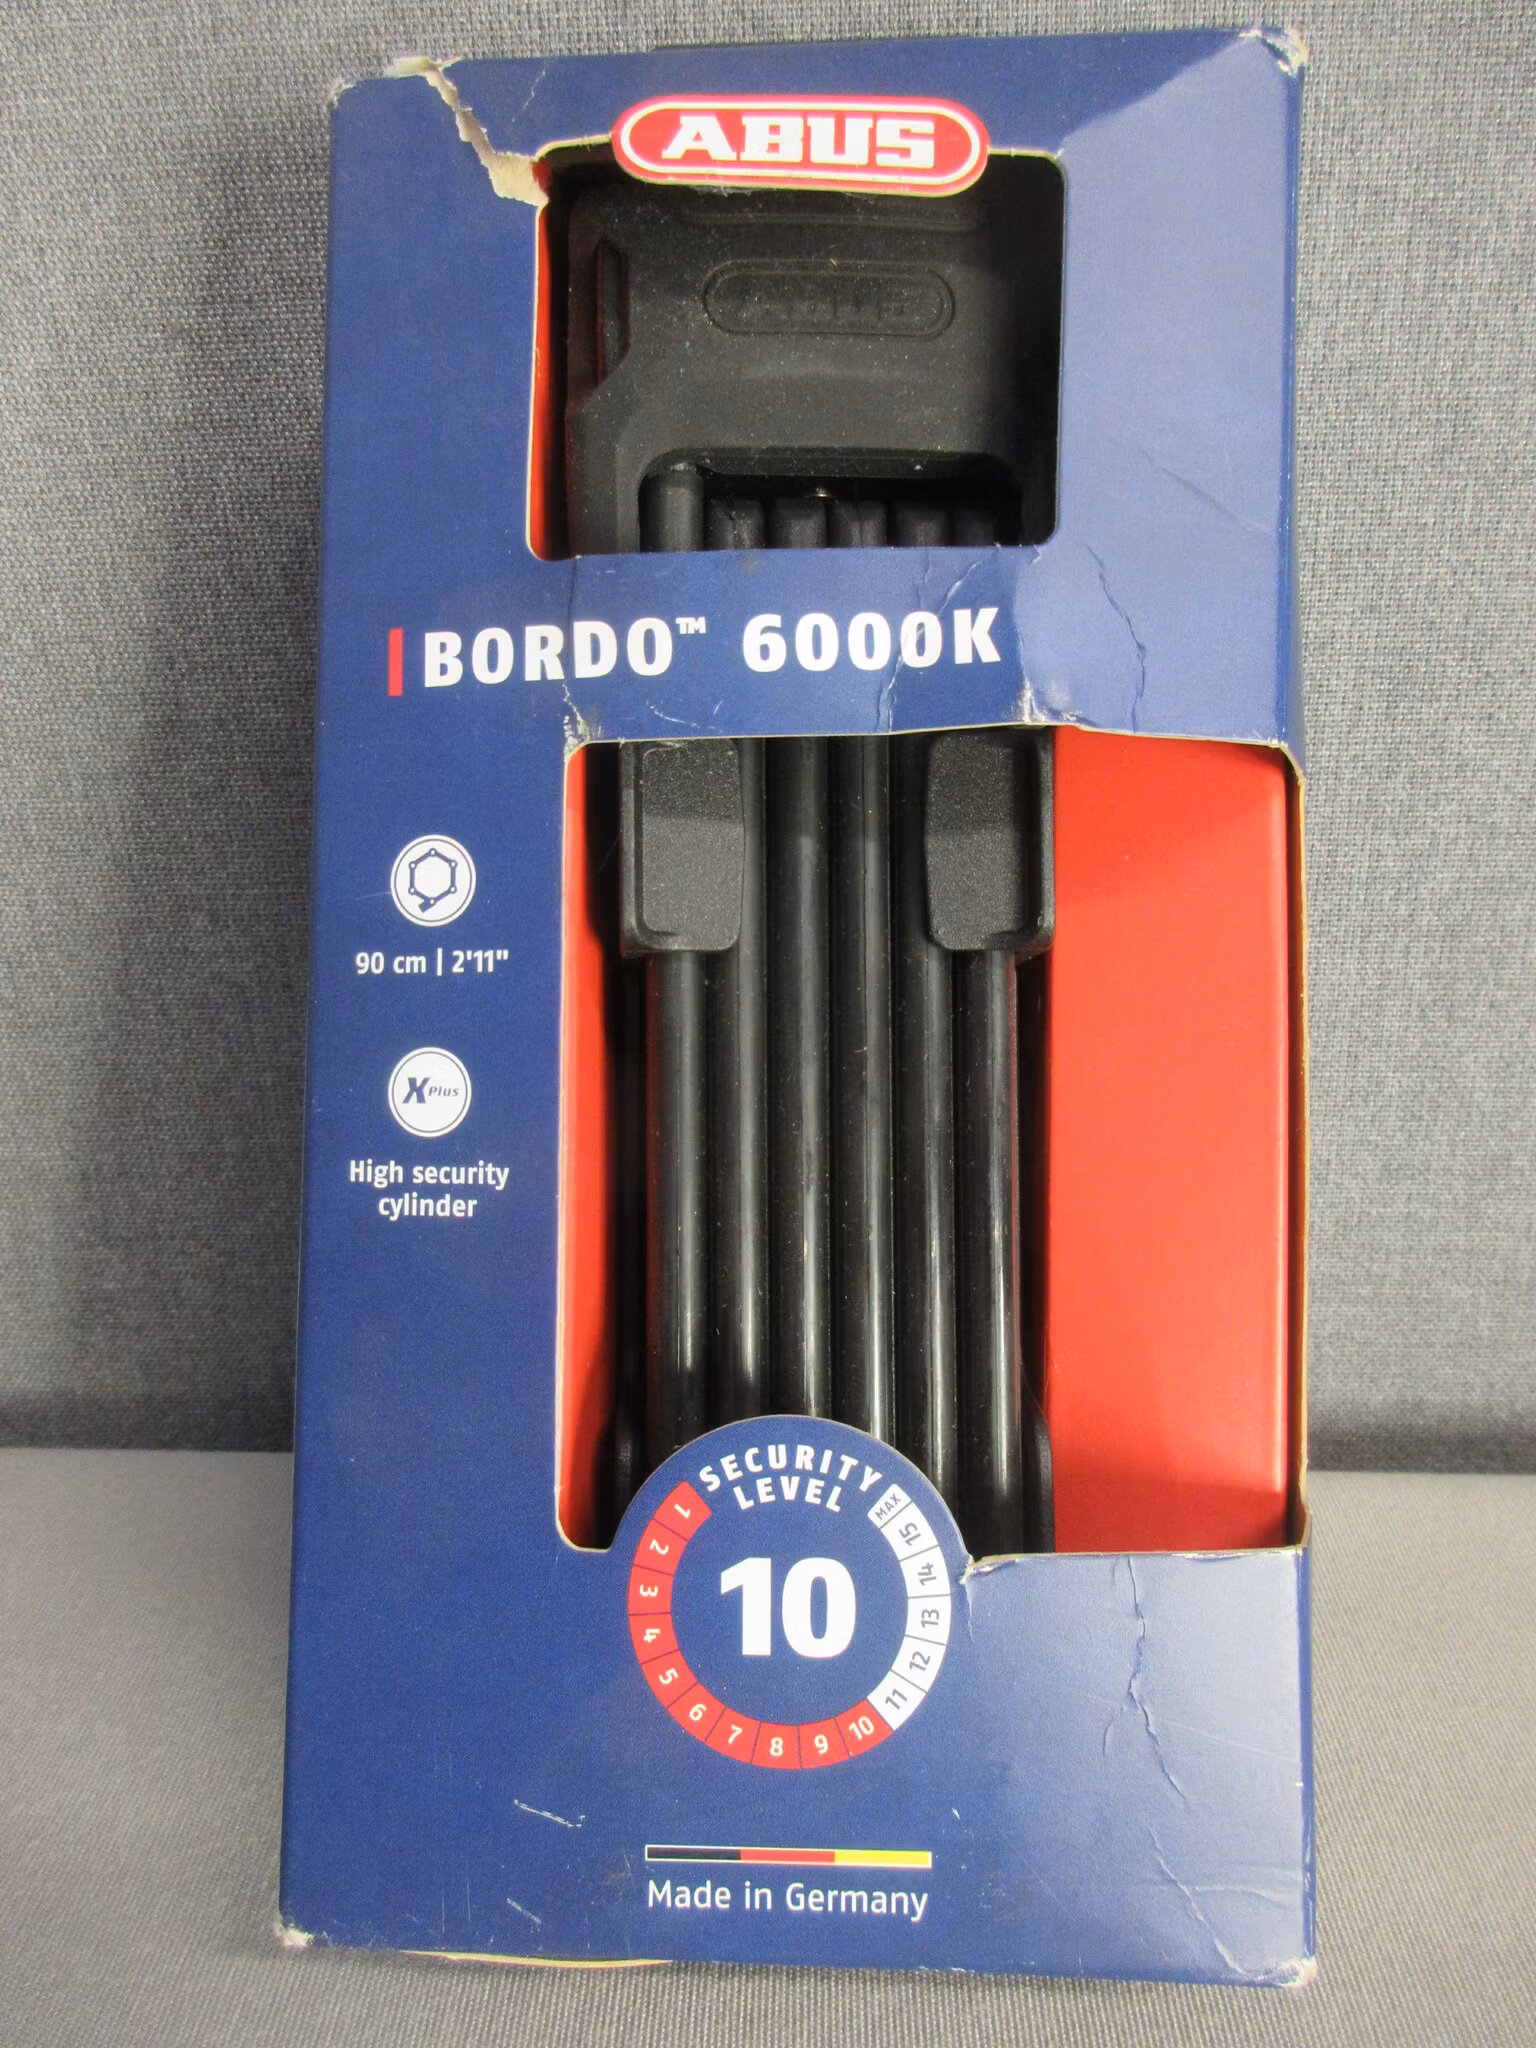 ABUS
ABUS
BORDO™ 6000K
90 cm | 2'11"
X Plus
High security
cylinder
SECURITY
LEVEL
1 2 3 4 5 6 7 8 9 10 11 12 13 14 15 MAX
10
Made in Germany